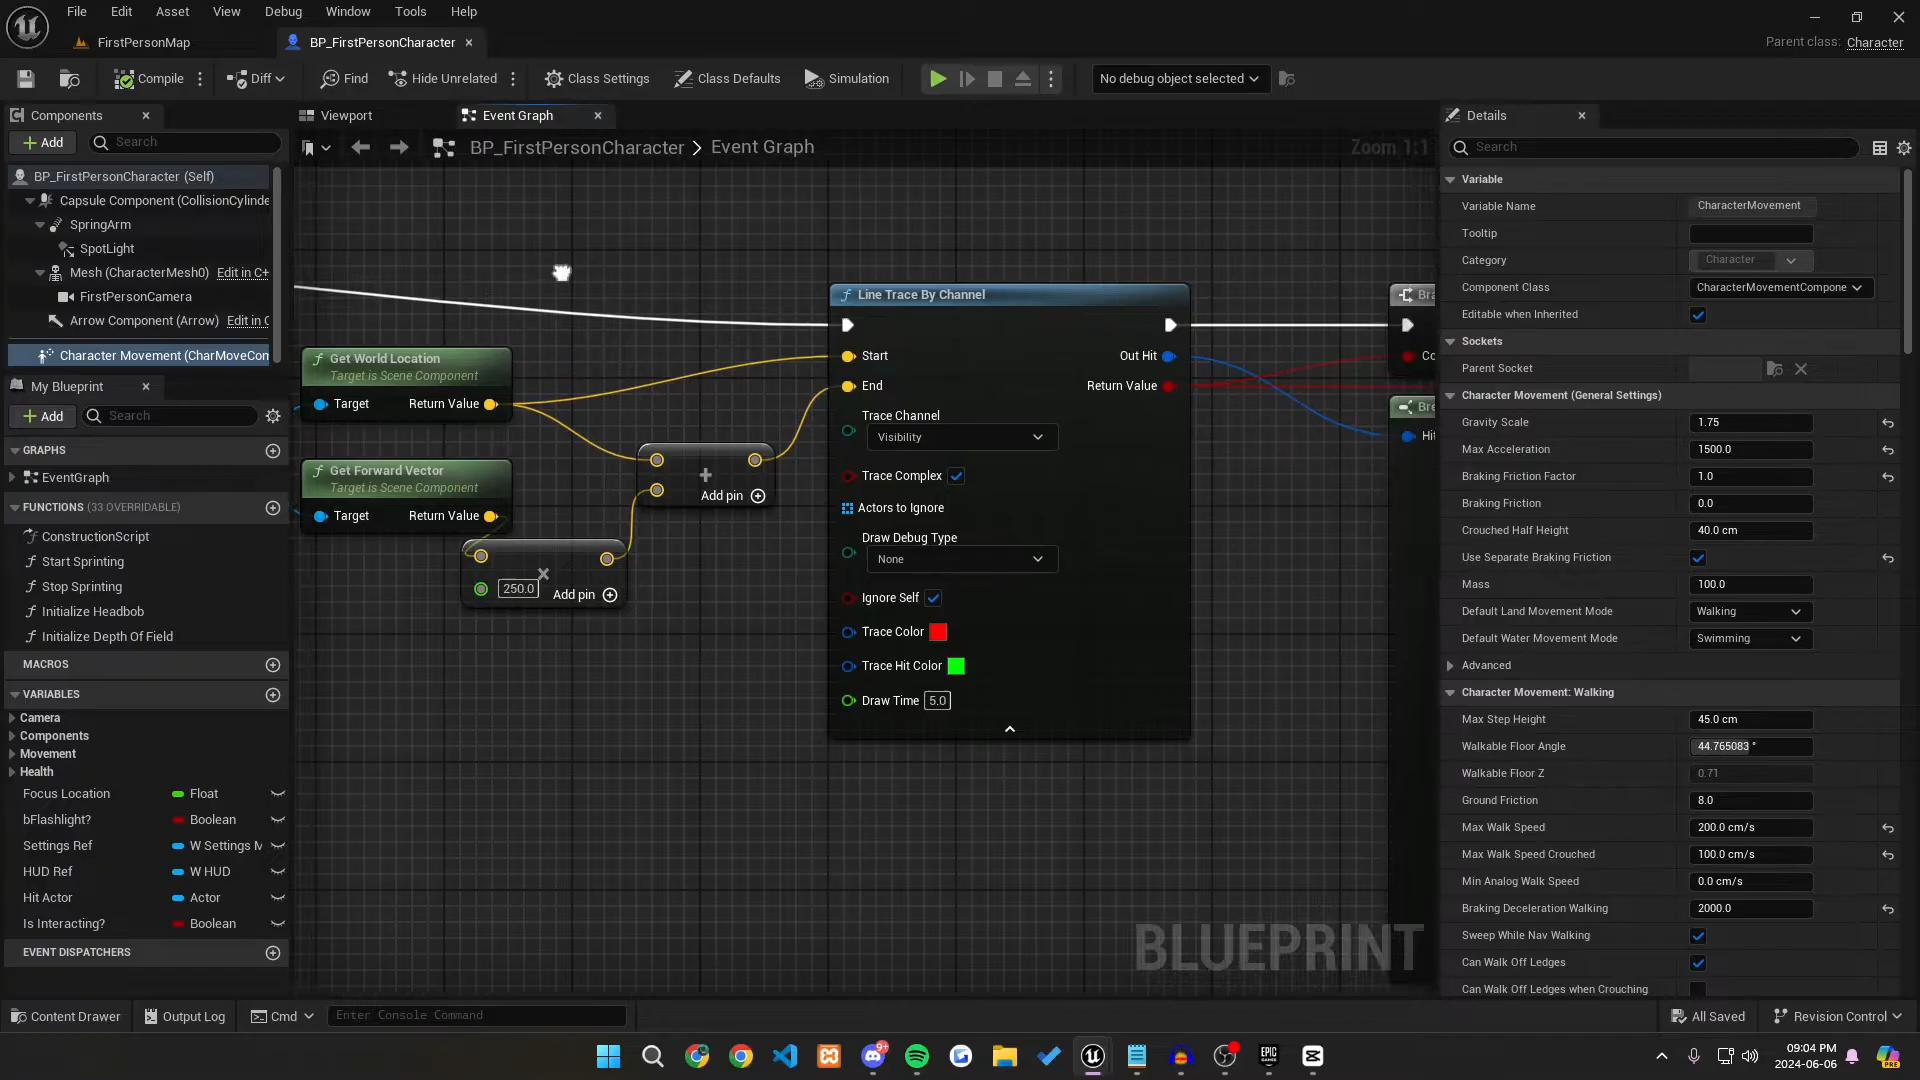 File Edit Asset View Debug Window Tools Help
FirstPersonMap
BP_FirstPersonCharacter
Parent class: Character
Compile
Diff
Find
Hide Unrelated
Class Settings
Class Defaults
Simulation
No debug object selected
Components
Add
Search
BP_FirstPersonCharacter (Self)
Capsule Component (CollisionCylinde
SpringArm
SpotLight
Mesh (CharacterMesh0) Edit in C+
FirstPersonCamera
Arrow Component (Arrow) Edit in C
Character Movement (CharMoveCon
My Blueprint
Add
Search
GRAPHS
EventGraph
FUNCTIONS (33 OVERRIDABLE)
ConstructionScript
Start Sprinting
Stop Sprinting
Initialize Headbob
Initialize Depth Of Field
MACROS
VARIABLES
Camera
Components
Movement
Health
Focus Location Float
bFlashlight? Boolean
Settings Ref W Settings M
HUD Ref W HUD
Hit Actor Actor
Is Interacting? Boolean
EVENT DISPATCHERS
Viewport
Event Graph
BP_FirstPersonCharacter > Event Graph
Zoom 1:1
Get World Location
Target is Scene Component
Target Return Value
Get Forward Vector
Target is Scene Component
Target Return Value
Add pin
250.0 Add pin
Line Trace By Channel
Start
Out Hit
End
Return Value
Trace Channel
Visibility
Trace Complex
Actors to Ignore
Draw Debug Type
None
Ignore Self
Trace Color
Trace Hit Color
Draw Time 5.0
Bra
Co
Bre
Hit
BLUEPRINT
Details
Search
Variable
Variable Name CharacterMovement
Tooltip
Category Character
Component Class CharacterMovementCompone
Editable when Inherited
Sockets
Parent Socket
Character Movement (General Settings)
Gravity Scale 1.75
Max Acceleration 1500.0
Braking Friction Factor 1.0
Braking Friction 0.0
Crouched Half Height 40.0 cm
Use Separate Braking Friction
Mass 100.0
Default Land Movement Mode Walking
Default Water Movement Mode Swimming
Advanced
Character Movement: Walking
Max Step Height 45.0 cm
Walkable Floor Angle 44.765083 °
Walkable Floor Z 0.71
Ground Friction 8.0
Max Walk Speed 200.0 cm/s
Max Walk Speed Crouched 100.0 cm/s
Min Analog Walk Speed 0.0 cm/s
Braking Deceleration Walking 2000.0
Sweep While Nav Walking
Can Walk Off Ledges
Can Walk Off Ledges when Crouching
Content Drawer
Output Log
Cmd
Enter Console Command
All Saved
Revision Control
9+
EPIC GAMES
09:04 PM
2024-06-06
PRE